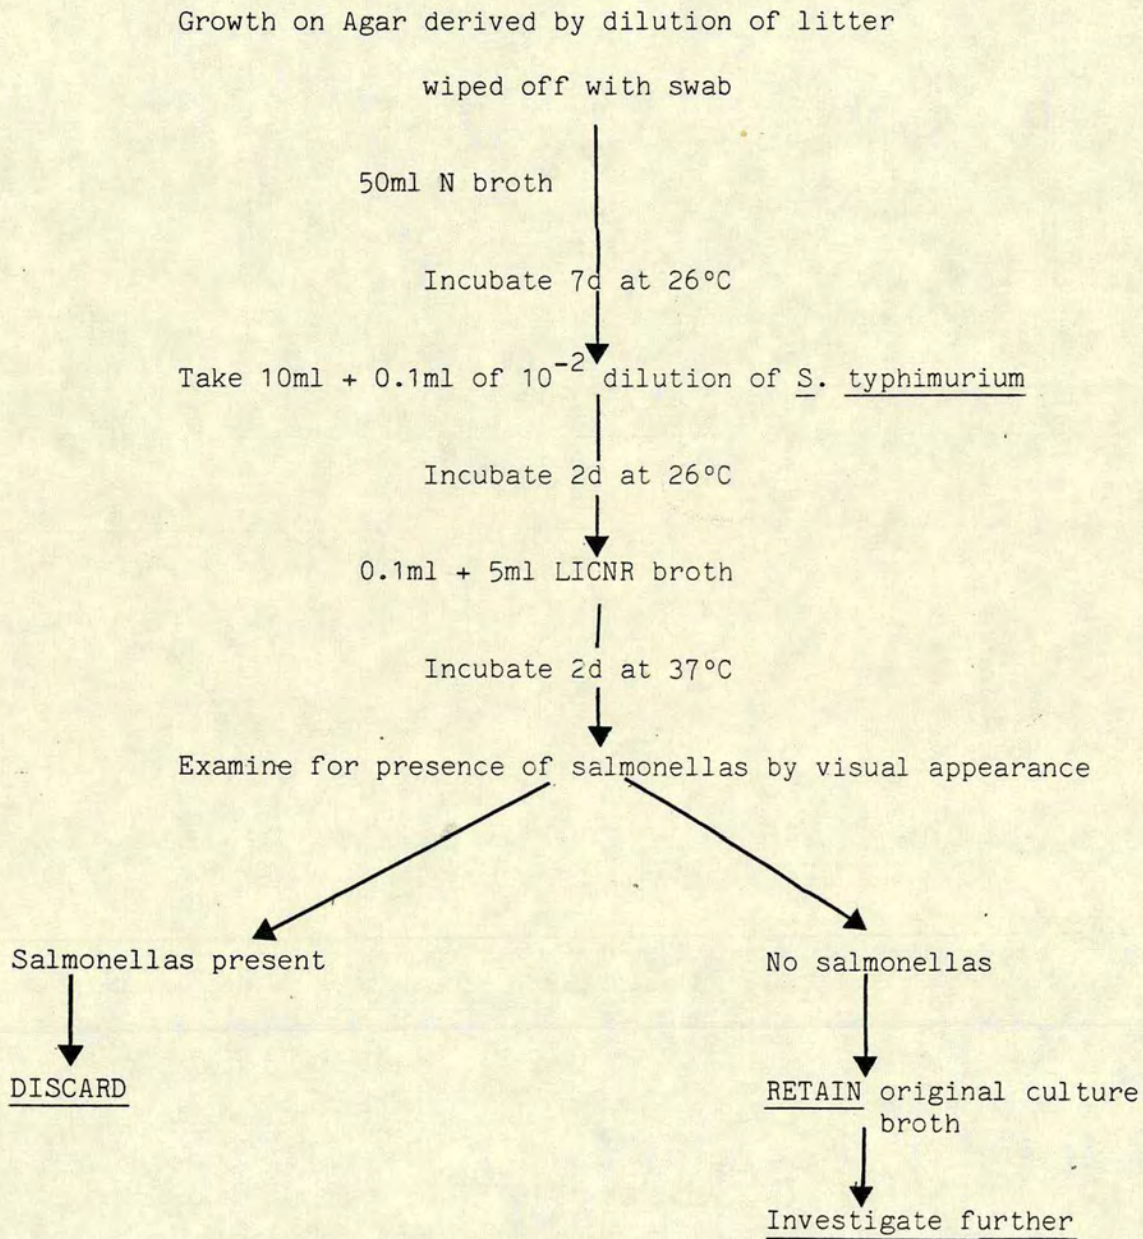 Growth on Agar derived by dilution of litter
wiped off with swab
50ml N broth
Incubate 7d at 26°C
Take 10ml + 0.1ml of 10⁻² dilution of S. typhimurium
Incubate 2d at 26°C
0.1ml + 5ml LICNR broth
Incubate 2d at 37°C
Examine for presence of salmonellas by visual appearance
Salmonellas present
No salmonellas
DISCARD
RETAIN original culture
broth
Investigate further